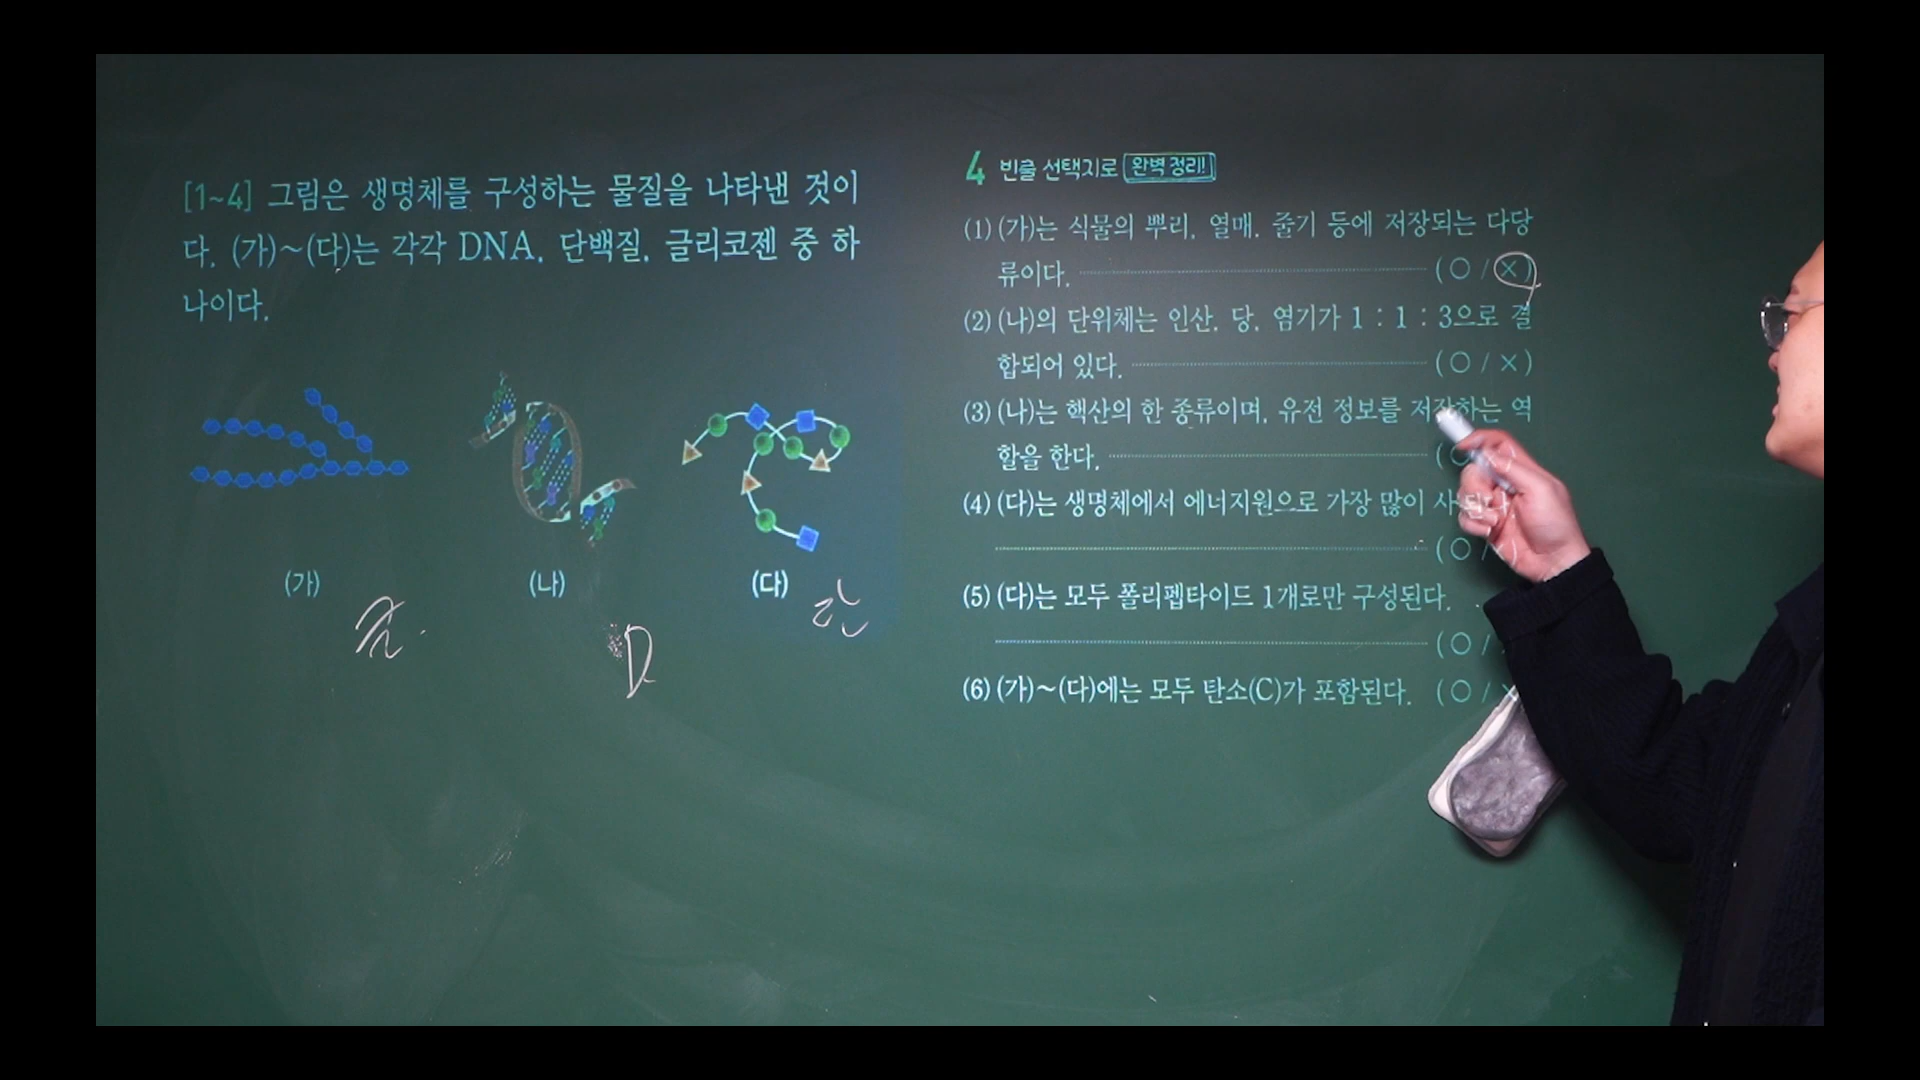 [1~4] 그림은 생명체를 구성하는 물질을 나타낸 것이
다. (가)~(다)는 각각 DNA, 단백질, 글리코젠 중 하
나이다.
(가)
(나)
(다)
D
단
4 빈출 선택지로 완벽 정리!
(1) (가)는 식물의 뿌리, 열매, 줄기 등에 저장되는 다당
류이다. (○ / ×)
(2) (나)의 단위체는 인산, 당, 염기가 1 : 1 : 3으로 결
합되어 있다. (○ / ×)
(3) (나)는 핵산의 한 종류이며, 유전 정보를 저장하는 역
할을 한다. (○
(4) (다)는 생명체에서 에너지원으로 가장 많이
(○
(5) (다)는 모두 폴리펩타이드 1개로만 구성된다.
(○ /
(6) (가)~(다)에는 모두 탄소(C)가 포함된다. (○ /